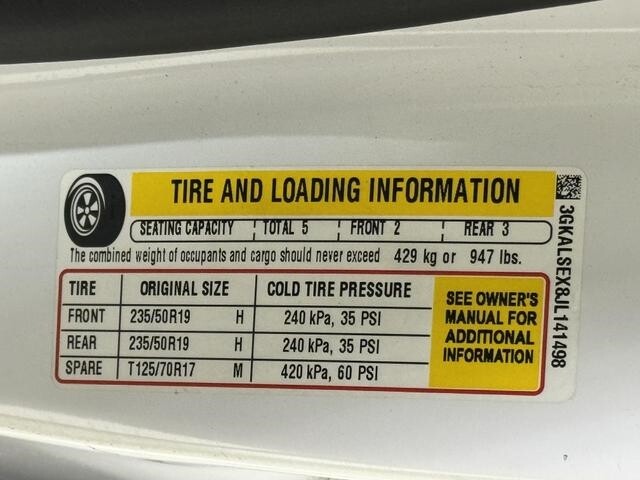 TIRE AND LOADING INFORMATION
SEATING CAPACITY TOTAL 5 FRONT 2 REAR 3
The combined weight of occupants and cargo should never exceed 429 kg or 947 lbs.
TIRE ORIGINAL SIZE COLD TIRE PRESSURE
FRONT 235/50R19 H 240 kPa, 35 PSI
REAR 235/50R19 H 240 kPa, 35 PSI
SPARE T125/70R17 M 420 kPa, 60 PSI
SEE OWNER'S
MANUAL FOR
ADDITIONAL
INFORMATION
3GKALSEX8JL141498